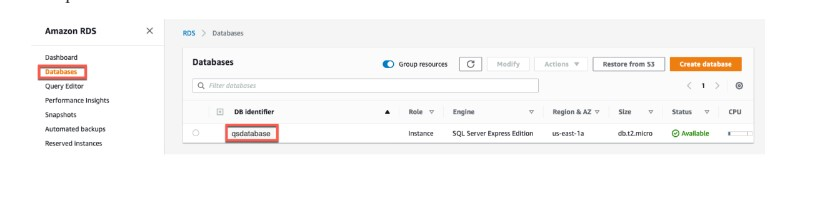 Amazon RDS
RDS > Databases
Dashboard
Databases
Query Editor
Performance Insights
Snapshots
Automated backups
Reserved instances
Databases
Group resources
Modify
Actions
Restore from S3
Create database
Filter databases
1
DB identifier Role Engine Region & AZ Size Status CPU
qsdatabase Instance SQL Server Express Edition us-east-1a db.t2.micro Available